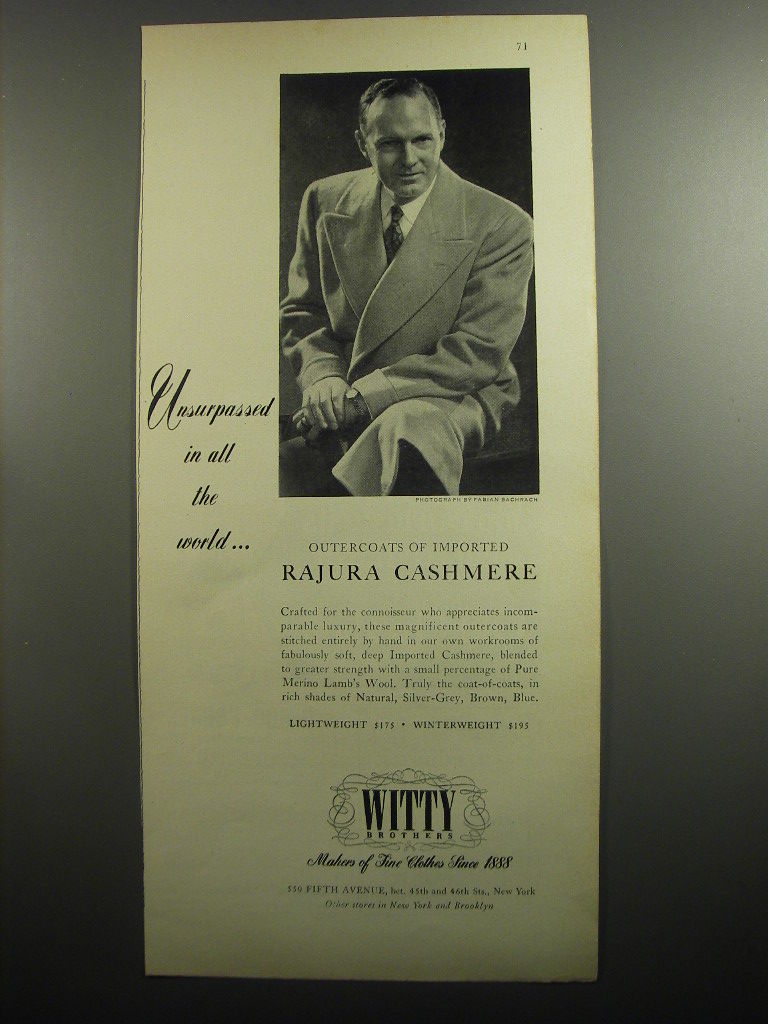 71
Unsurpassed
in all
the
world...
PHOTOGRAPH BY FABIAN BACHRACH
OUTERCOATS OF IMPORTED
RAJURA CASHMERE
Crafted for the connoisseur who appreciates incom-
parable luxury, these magnificent outercoats are
stitched entirely by hand in our own workrooms of
fabulously soft, deep Imported Cashmere, blended
to greater strength with a small percentage of Pure
Merino Lamb's Wool. Truly the coat-of-coats, in
rich shades of Natural, Silver-Grey, Brown, Blue.
LIGHTWEIGHT $175 • WINTERWEIGHT $195
WITTY
BROTHERS
Makers of Fine Clothes Since 1888
550 FIFTH AVENUE, bet. 45th and 46th Sts., New York
Other stores in New York and Brooklyn